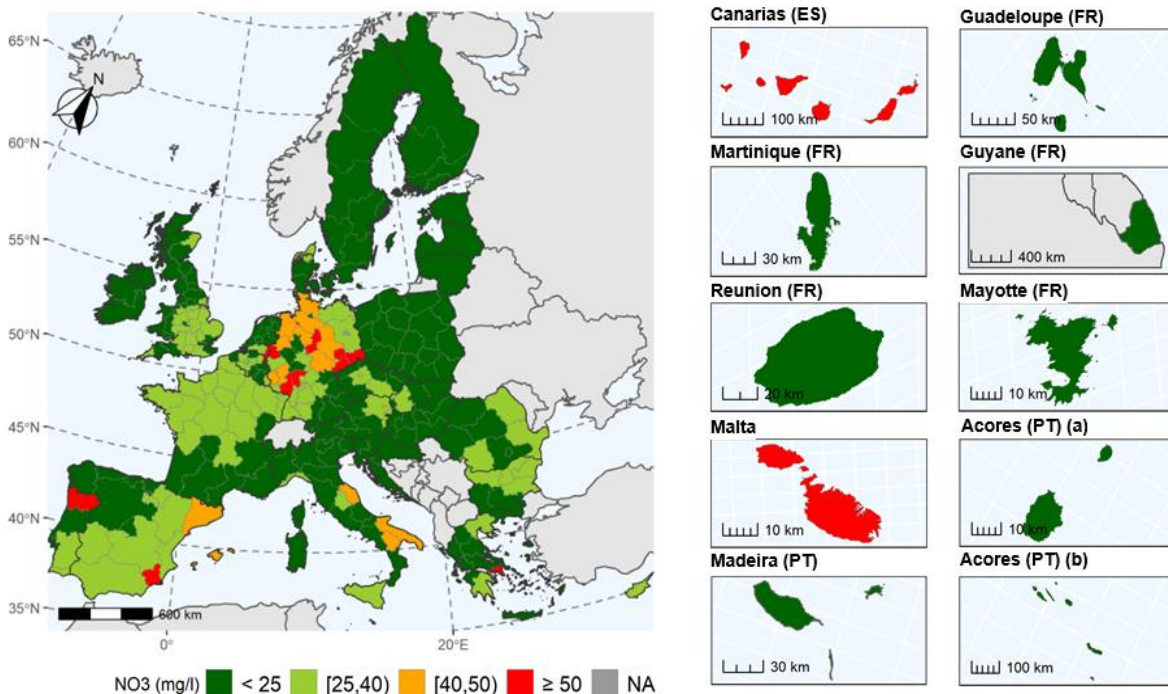 65°N
N
60°N
55°N
50°N
45°N
40°N
35°N
600 km
0°
20°E
NO3 (mg/l) < 25 [25,40) [40,50) ≥ 50 NA
Canarias (ES)
100 km
Guadeloupe (FR)
50 km
Martinique (FR)
30 km
Guyane (FR)
400 km
Reunion (FR)
20 km
Mayotte (FR)
10 km
Malta
10 km
Acores (PT) (a)
10 km
Madeira (PT)
30 km
Acores (PT) (b)
100 km